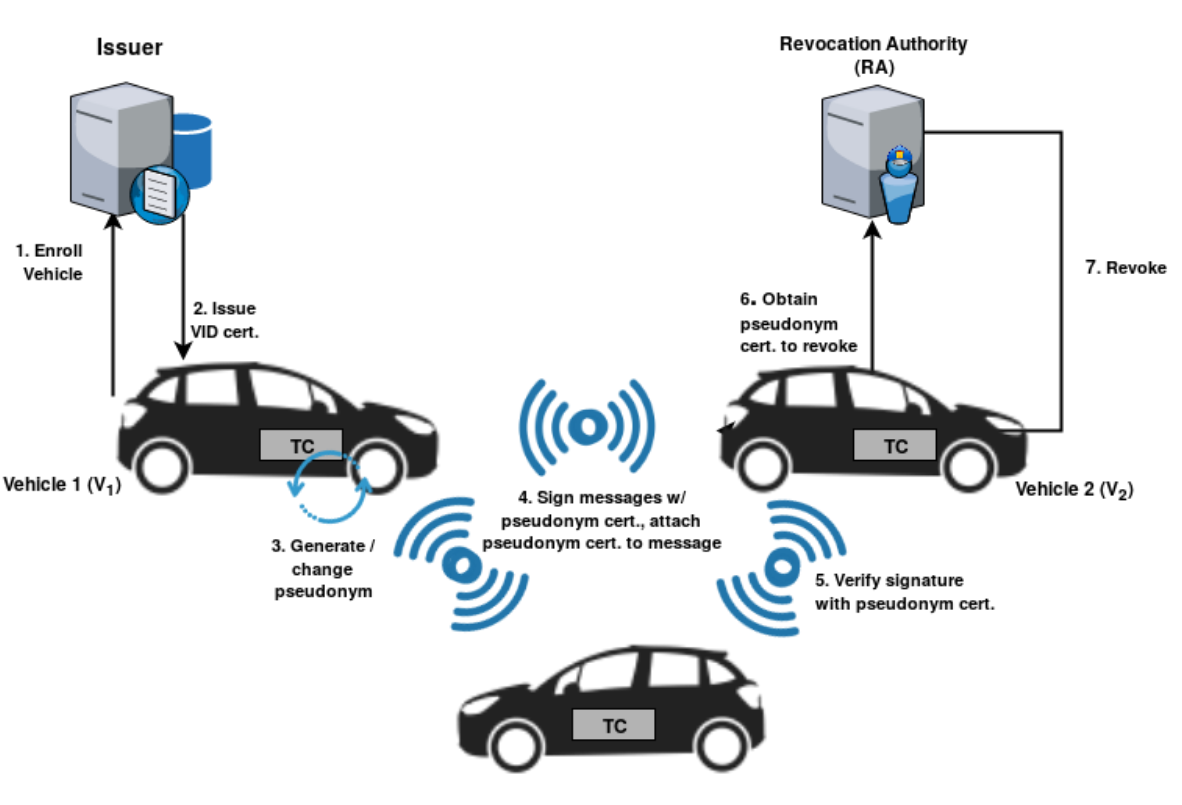 Issuer
Revocation Authority
(RA)
1. Enroll
Vehicle
2. Issue
VID cert.
6. Obtain
pseudonym
cert. to revoke
7. Revoke
TC
TC
Vehicle 1 (V1)
Vehicle 2 (V2)
4. Sign messages w/
pseudonym cert., attach
pseudonym cert. to message
3. Generate /
change
pseudonym
5. Verify signature
with pseudonym cert.
TC